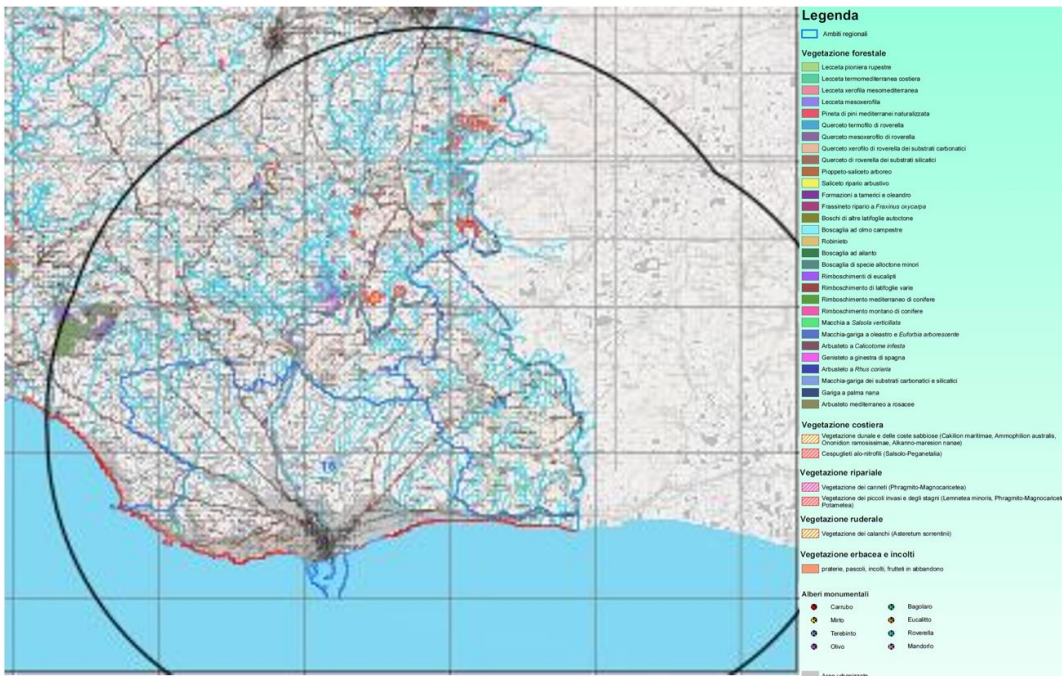 Legenda
Ambiti regionali
Vegetazione forestale
Lecceta pioniera rupestre
Lecceta termomediterranea costiera
Lecceta xerofila mesomediterranea
Lecceta mesoxerofila
Pineta di pini mediterranei naturalizzata
Querceto termofilo di roverella
Querceto mesoxerofilo di roverella
Querceto xerofilo di roverella dei substrati carbonatici
Querceto di roverella dei substrati silicatici
Pioppeto-saliceto arboreo
Saliceto ripario arbustivo
Formazioni a tamerici e oleandro
Frassineto ripario a Fraxinus oxycarpa
Boschi di altre latifoglie autoctone
Boscaglia ad olmo campestre
Robinieto
Boscaglia ad ailanto
Boscaglia di specie alloctone minori
Rimboschimenti di eucalipti
Rimboschimento di latifoglie varie
Rimboschimento mediterraneo di conifere
Rimboschimento montano di conifere
Macchia a Salsola verticillata
Macchia-gariga a oleastro e Euforbia arborescente
Arbusteto a Calicotome infesta
Genisteto a ginestra di spagna
Arbusteto a Rhus coriaria
Macchia-gariga dei substrati carbonatici e silicatici
Gariga a palma nana
Arbusteto mediterraneo a rosacee
Vegetazione costiera
Vegetazione dunale e delle coste sabbiose (Cakilion maritimae, Ammophilion australis,
Ononidion ramosissimae, Alkanno-maresion nanae)
Cespuglieti alo-nitrofili (Salsolo-Peganetalia)
Vegetazione ripariale
Vegetazione dei canneti (Phragmito-Magnocaricetea)
Vegetazione dei piccoli invasi e degli stagni (Lemnetea minoris, Phragmito-Magnocaricet
Potametea)
Vegetazione ruderale
Vegetazione dei calanchi (Asteretum sorrentinii)
Vegetazione erbacea e incolti
praterie, pascoli, incolti, frutteti in abbandono
Alberi monumentali
Carrubo
Bagolaro
Mirto
Eucalitto
Terebinto
Roverella
Olivo
Mandorlo
Aree urbanizzate